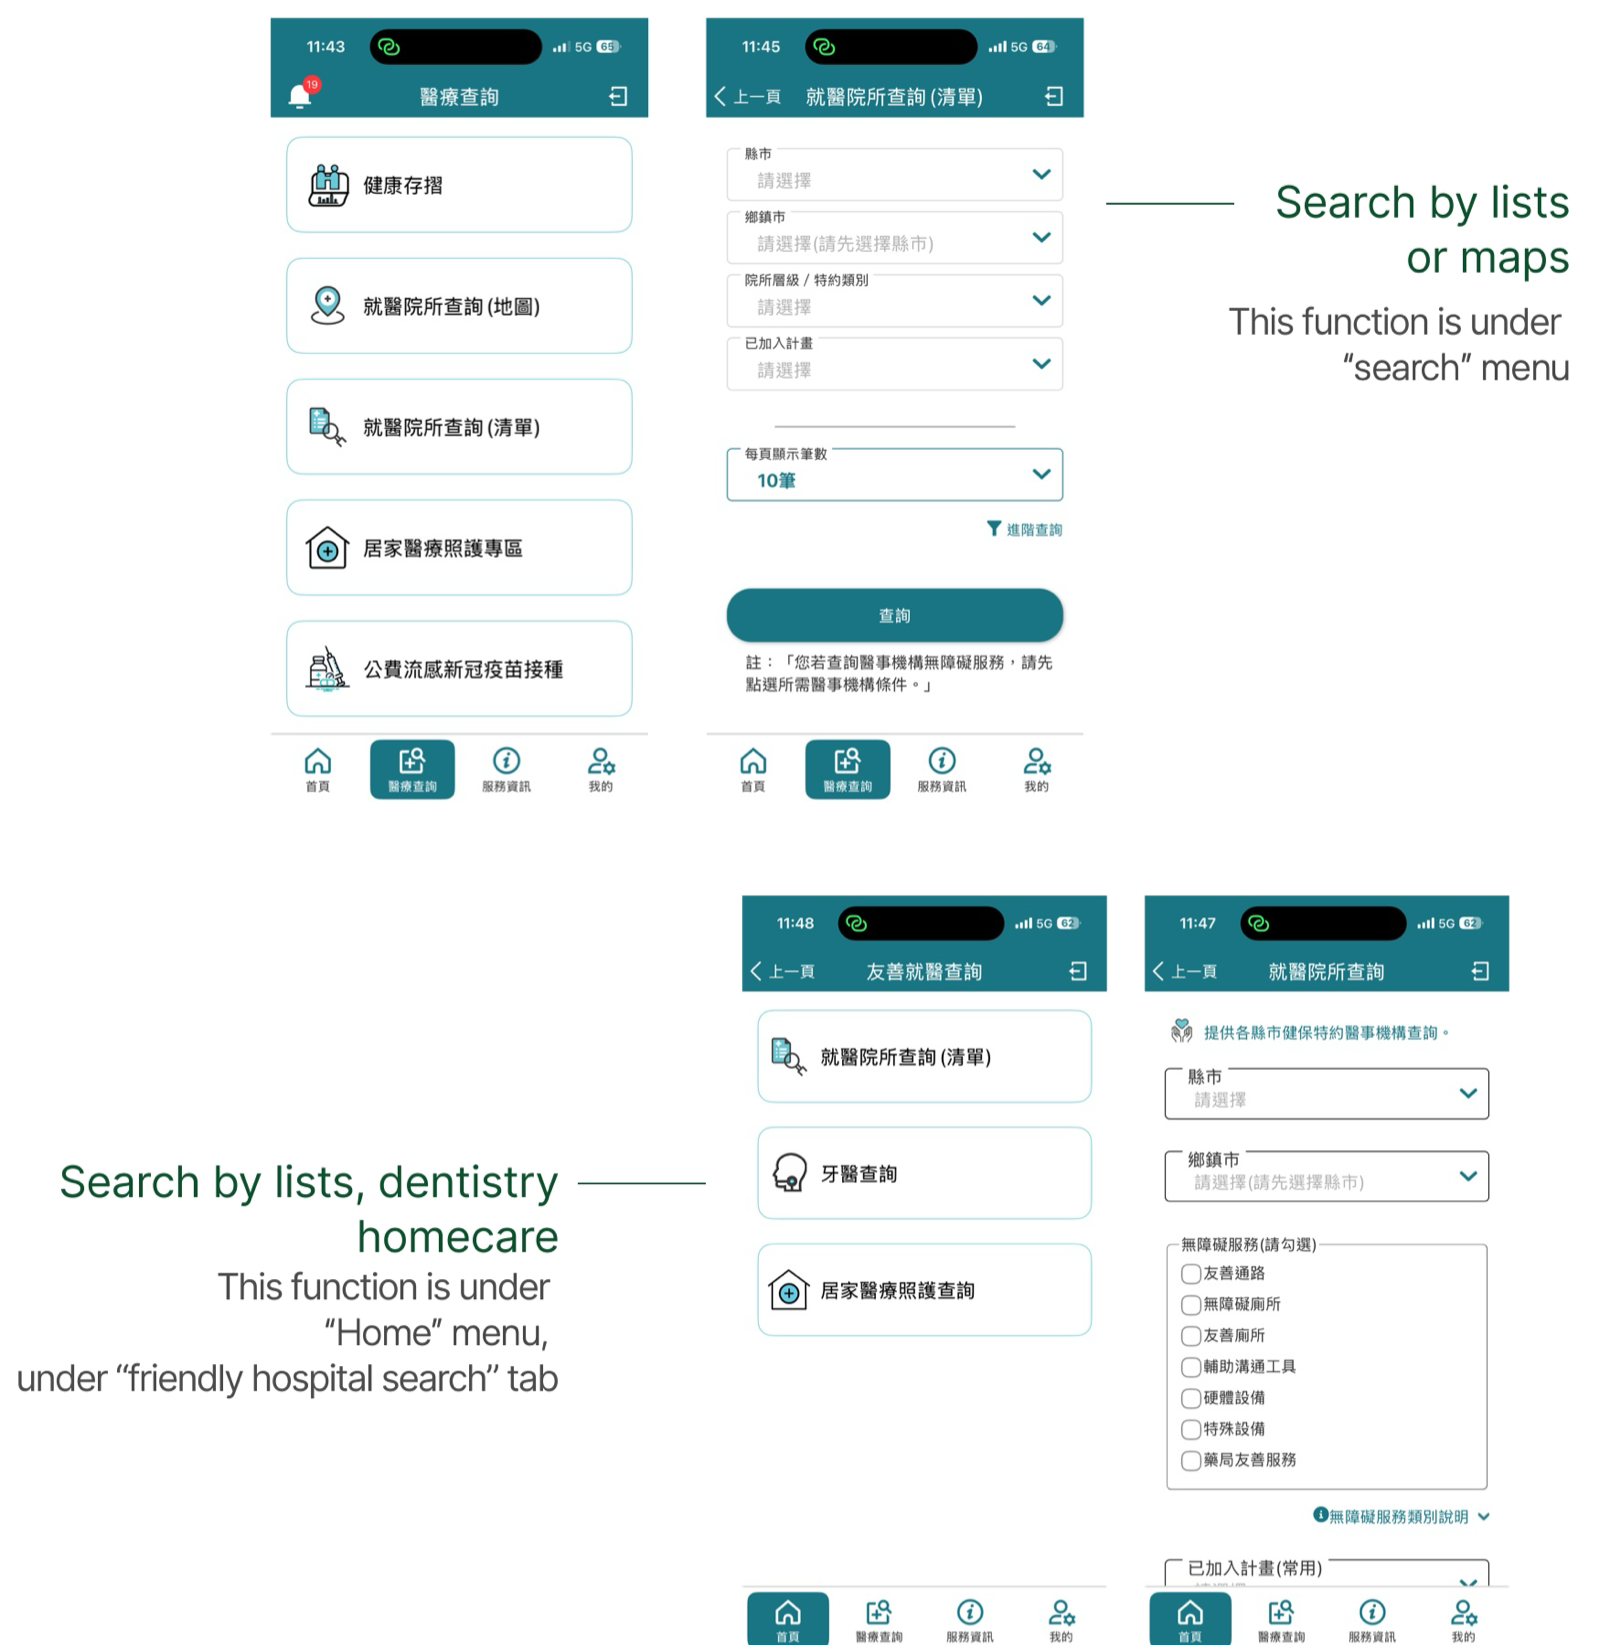 11:43
5G 65
19
醫療查詢
健康存摺
就醫院所查詢 (地圖)
就醫院所查詢 (清單)
居家醫療照護專區
公費流感新冠疫苗接種
首頁
醫療查詢
服務資訊
我的
11:45
5G 64
上一頁
就醫院所查詢 (清單)
縣市
請選擇
鄉鎮市
請選擇(請先選擇縣市)
院所層級 / 特約類別
請選擇
已加入計畫
請選擇
每頁顯示筆數
10筆
進階查詢
查詢
註：「您若查詢醫事機構無障礙服務，請先
點選所需醫事機構條件。」
首頁
醫療查詢
服務資訊
我的
Search by lists
or maps
This function is under
“search” menu
Search by lists, dentistry
homecare
This function is under
“Home” menu,
under “friendly hospital search” tab
11:48
5G 62
上一頁
友善就醫查詢
就醫院所查詢 (清單)
牙醫查詢
居家醫療照護查詢
首頁
醫療查詢
服務資訊
我的
11:47
5G 62
上一頁
就醫院所查詢
提供各縣市健保特約醫事機構查詢。
縣市
請選擇
鄉鎮市
請選擇(請先選擇縣市)
無障礙服務(請勾選)
友善通路
無障礙廁所
友善廁所
輔助溝通工具
硬體設備
特殊設備
藥局友善服務
無障礙服務類別說明
已加入計畫(常用)
首頁
醫療查詢
服務資訊
我的